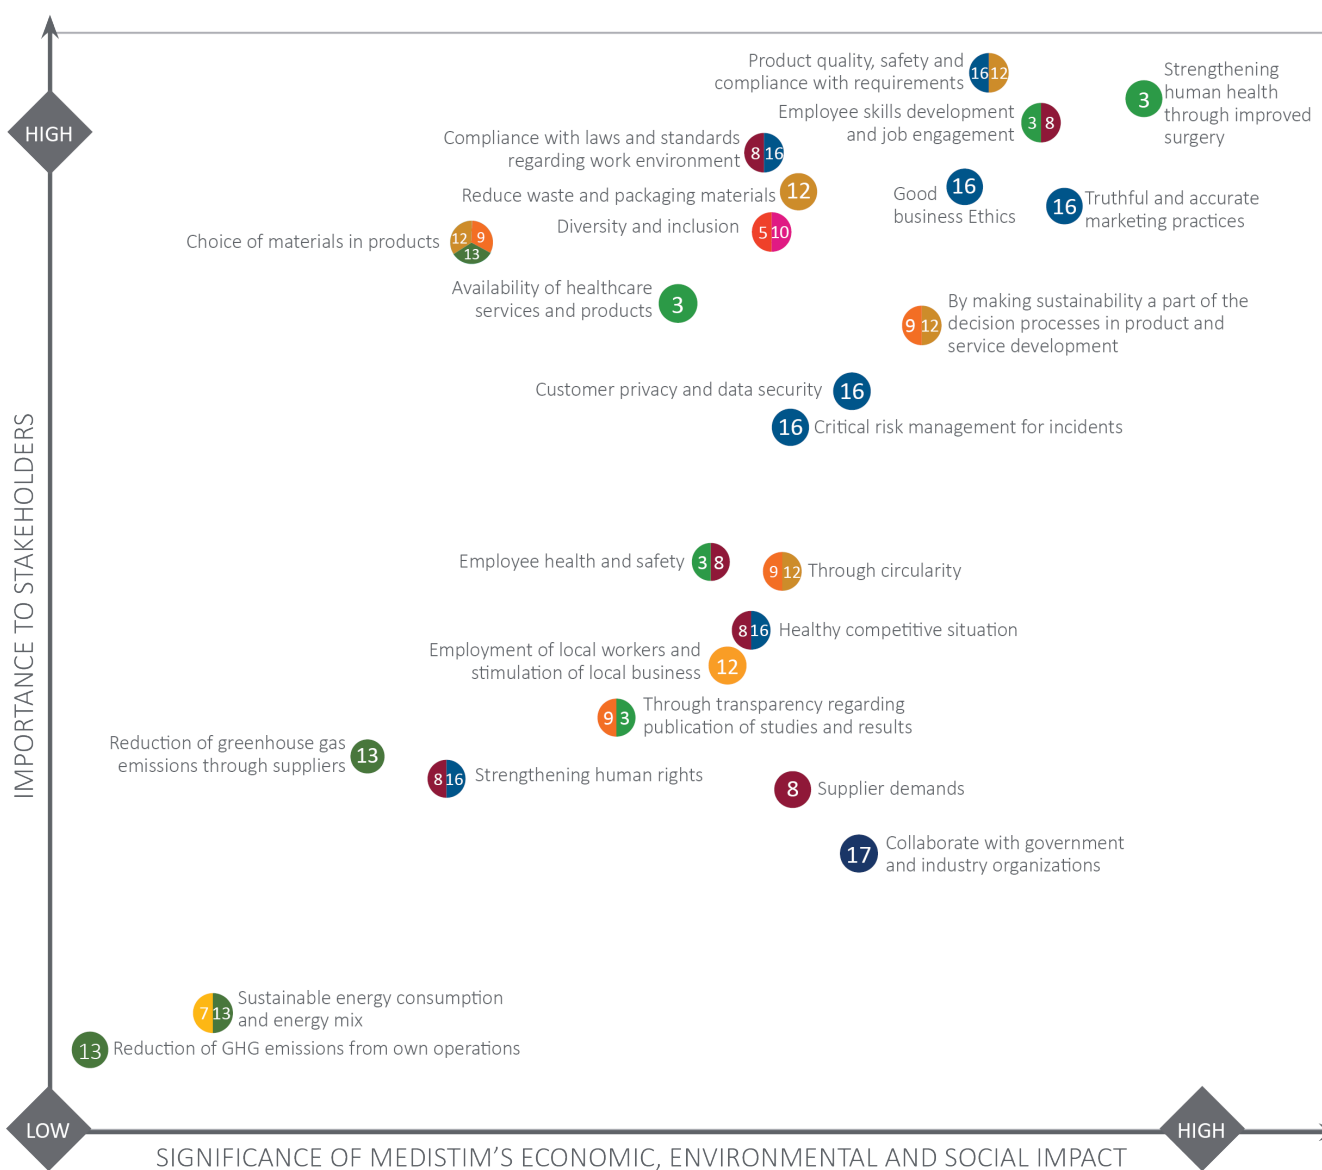 Product quality, safety and
compliance with requirements
16 12
Strengthening
human health
through improved
surgery
3
HIGH
Employee skills development
and job engagement
3 8
Compliance with laws and standards
regarding work environment
8 16
Reduce waste and packaging materials
12
Good
business Ethics
16
16
Truthful and accurate
marketing practices
Diversity and inclusion
5 10
Choice of materials in products
12 9
13
Availability of healthcare
services and products
3
9 12
By making sustainability a part of the
decision processes in product and
service development
Customer privacy and data security
16
16
Critical risk management for incidents
IMPORTANCE TO STAKEHOLDERS
Employee health and safety
3 8
9 12
Through circularity
8 16
Healthy competitive situation
Employment of local workers and
stimulation of local business
12
9 3
Through transparency regarding
publication of studies and results
Reduction of greenhouse gas
emissions through suppliers
13
8 16
Strengthening human rights
8
Supplier demands
17
Collaborate with government
and industry organizations
7 13
Sustainable energy consumption
and energy mix
13
Reduction of GHG emissions from own operations
LOW
HIGH
SIGNIFICANCE OF MEDISTIM'S ECONOMIC, ENVIRONMENTAL AND SOCIAL IMPACT